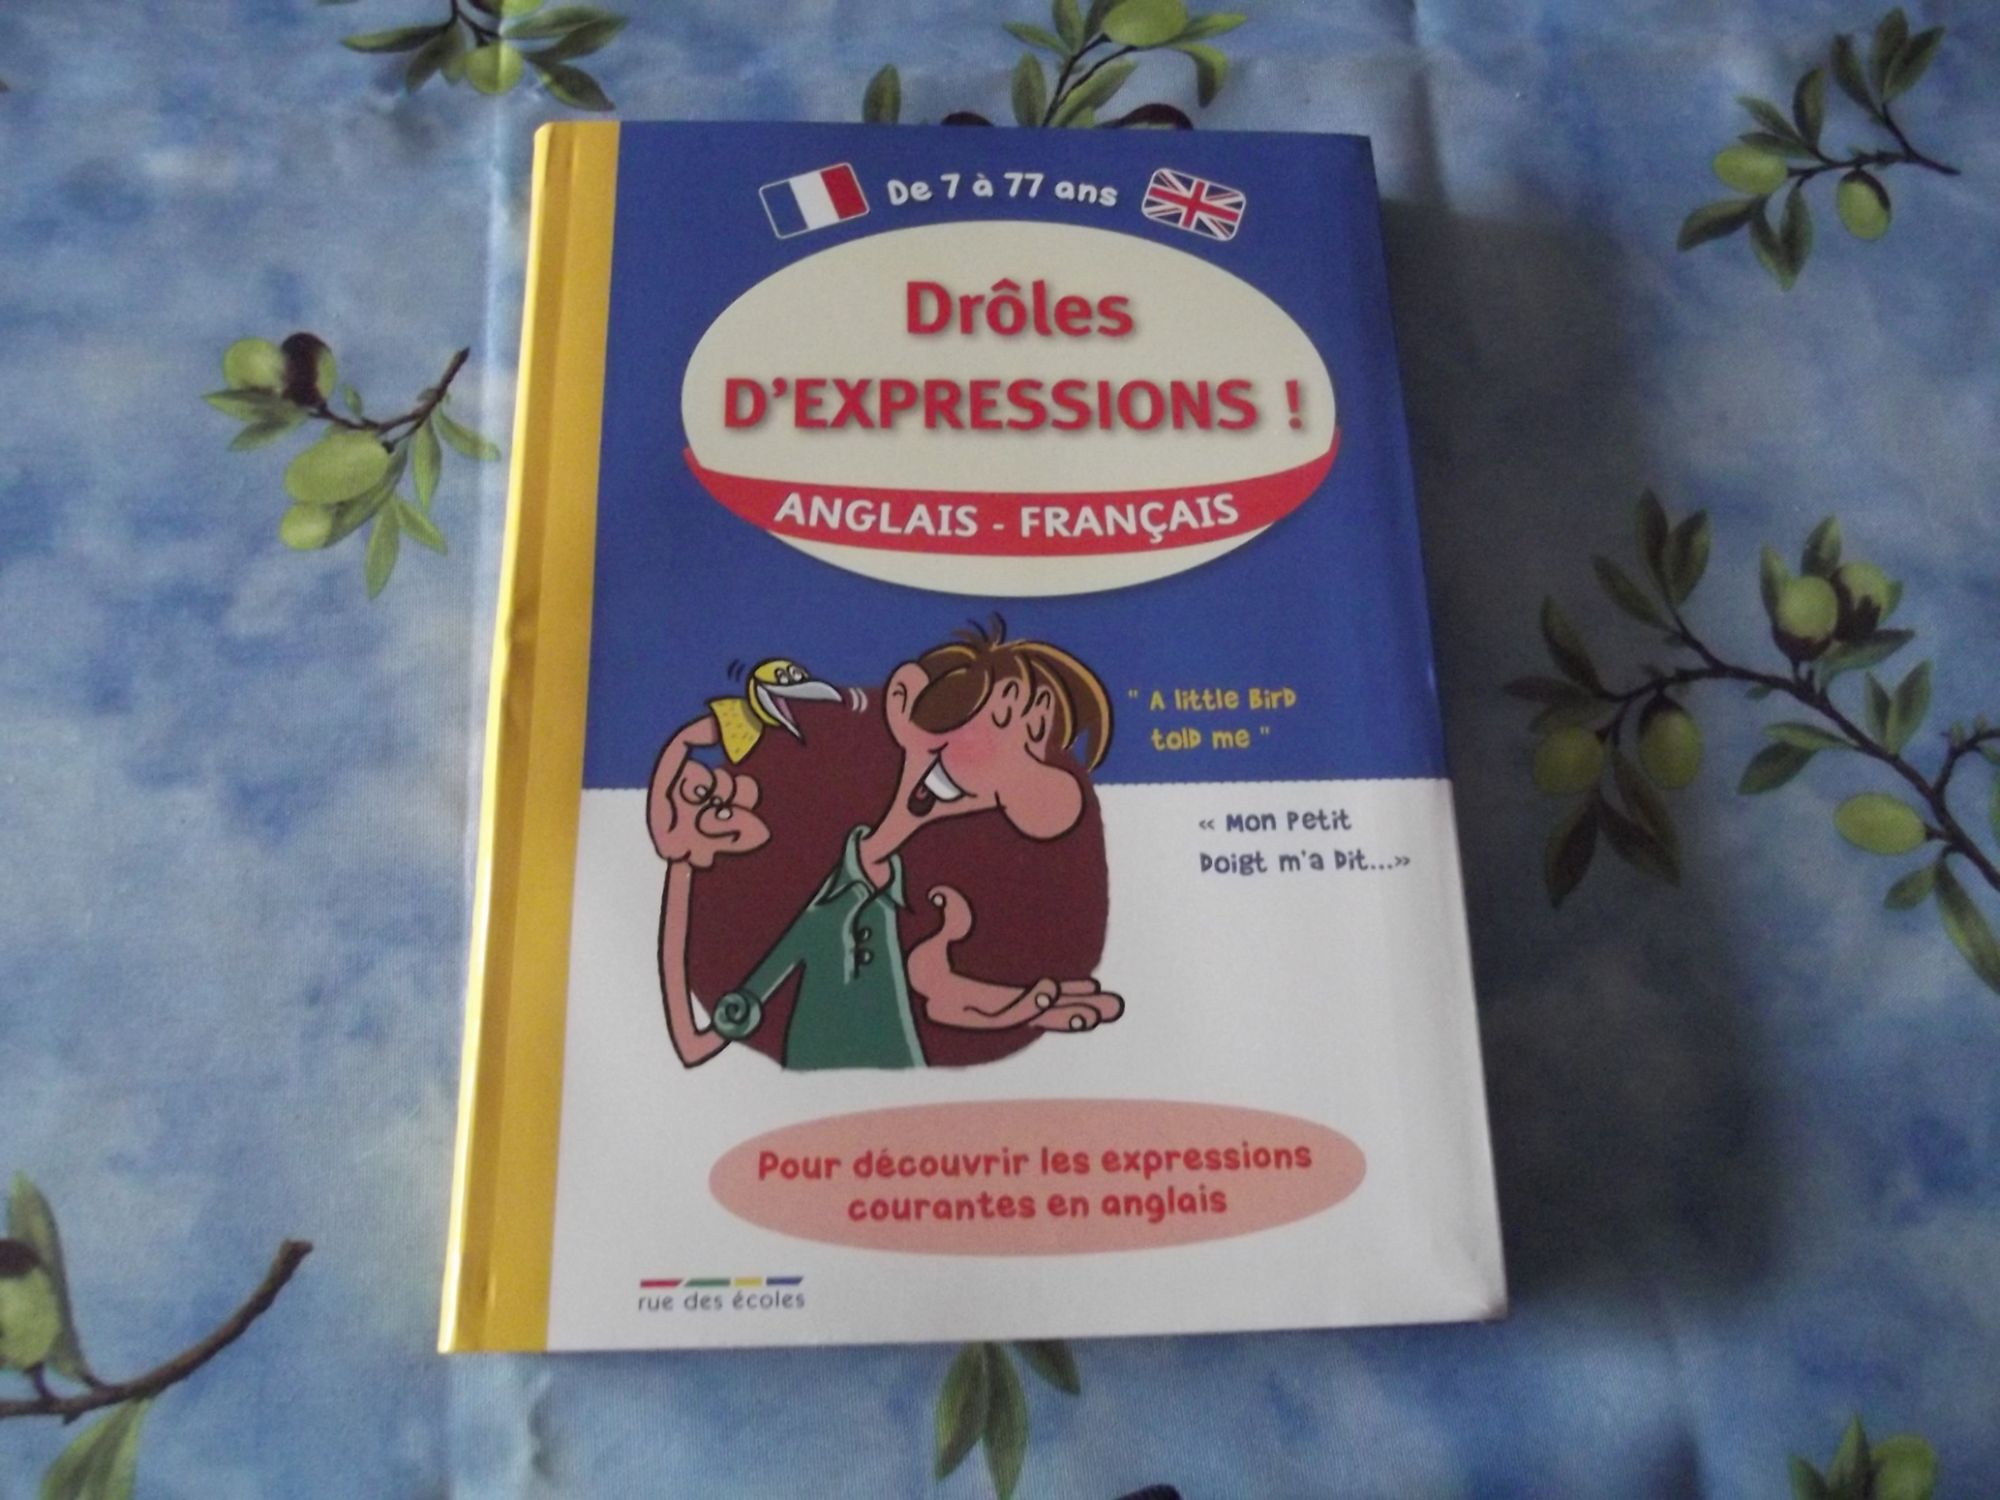 De 7 à 77 ans
Drôles
D'EXPRESSIONS !
ANGLAIS - FRANÇAIS
" A little Bird
told me "
« Mon Petit
Doigt m'a Dit...»
Pour découvrir les expressions
courantes en anglais
rue des écoles